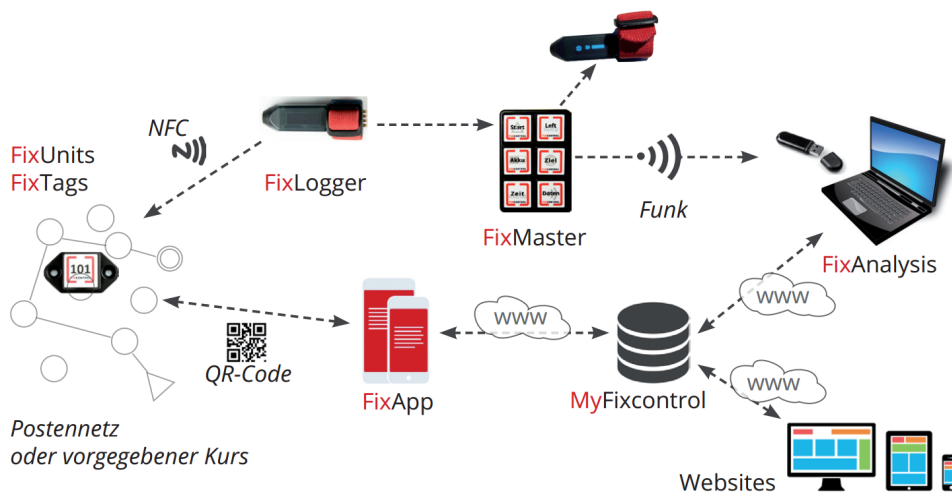 NFC
FixUnits
FixTags
FixLogger
Start
Left
Akku
Ziel
Zeit
Daten
FixMaster
Funk
FixAnalysis
101
QR-Code
www
www
www
FixApp
MyFixcontrol
Postennetz
oder vorgegebener Kurs
Websites